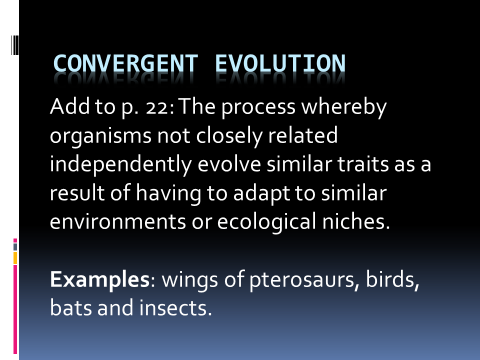 CONVERGENT EVOLUTION
Add to p. 22: The process whereby
organisms not closely related
independently evolve similar traits as a
result of having to adapt to similar
environments or ecological niches.
Examples: wings of pterosaurs, birds,
bats and insects.